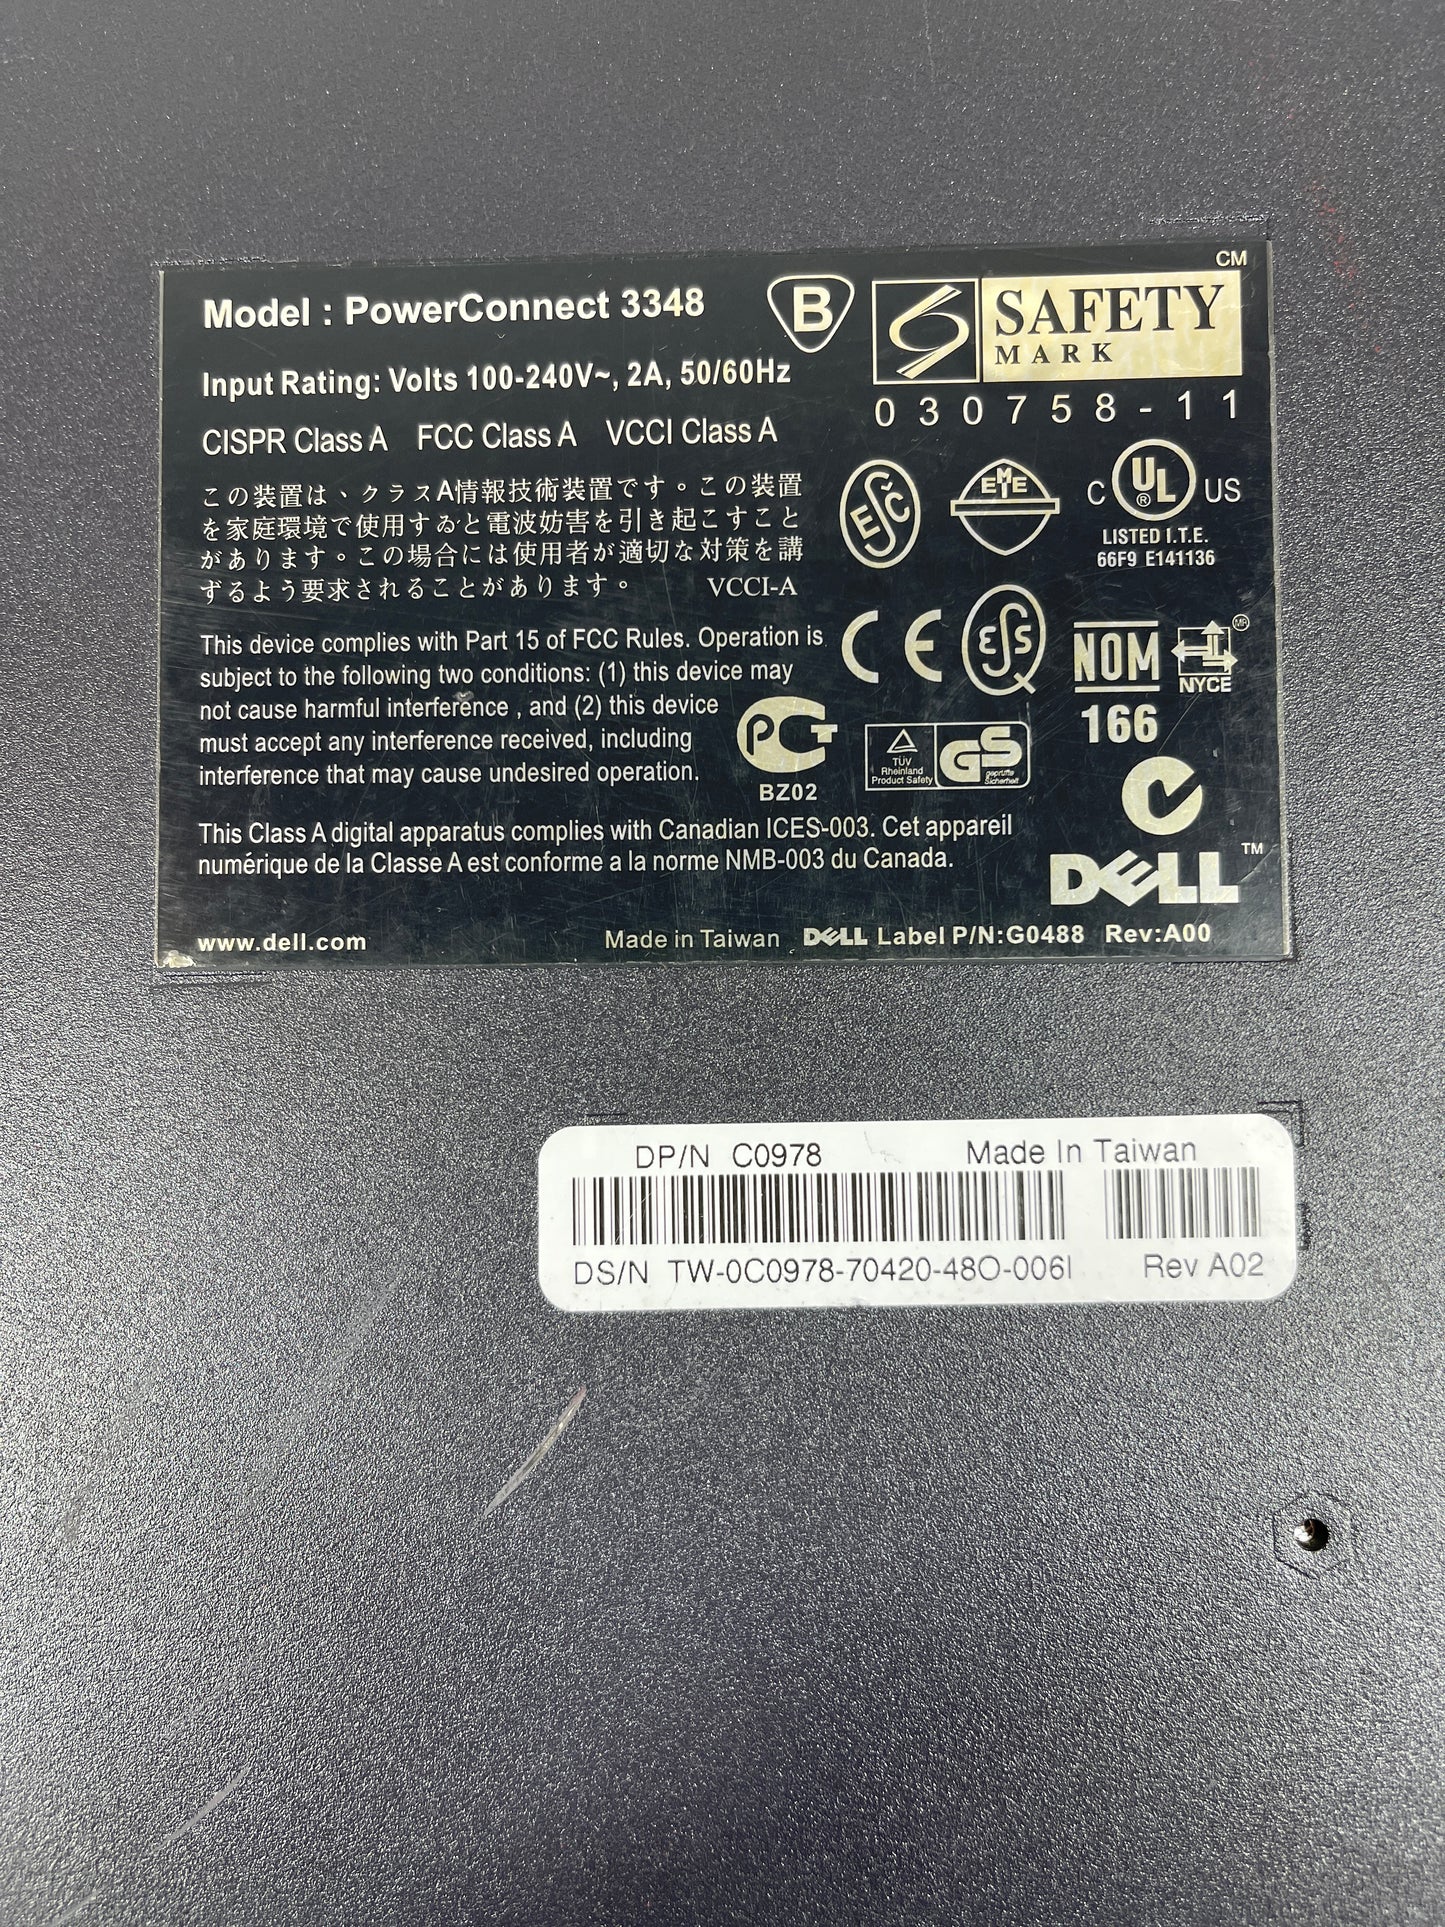 CM
Model : PowerConnect 3348
B
SAFETY
MARK
Input Rating: Volts 100-240V~, 2A, 50/60Hz
030758-11
CISPR Class A FCC Class A VCCI Class A
この装置は、クラスA情報技術装置です。この装置
を家庭環境で使用すゐと電波妨害を引き起こすこと
があります。この場合には使用者が適切な対策を講
ずるよう要求されることがあります。 VCCI-A
C UL US
®
LISTED I.T.E.
66F9 E141136
This device complies with Part 15 of FCC Rules. Operation is
subject to the following two conditions: (1) this device may
not cause harmful interference , and (2) this device
must accept any interference received, including
interference that may cause undesired operation.
CE
NOM
166
MR
NYCE
BZ02
TÜV
Rheinland
Product Safety
GS
geprüfte
Sicherheit
This Class A digital apparatus complies with Canadian ICES-003. Cet appareil
numérique de la Classe A est conforme a la norme NMB-003 du Canada.
DELL™
www.dell.com
Made in Taiwan DELL Label P/N:G0488 Rev:A00
DP/N C0978 Made In Taiwan
DS/N TW-0C0978-70420-48O-006I Rev A02